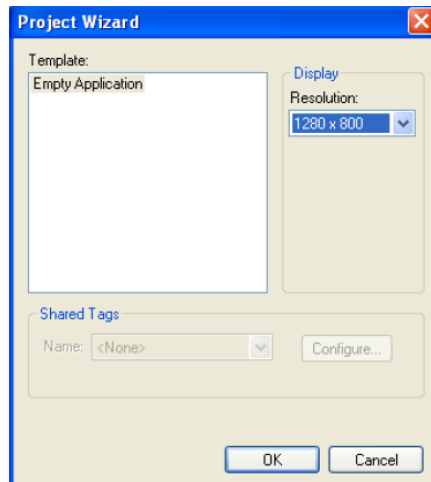 Project Wizard
Template:
Empty Application
Display
Resolution:
1280 x 800
Shared Tags
Name: <None> Configure...
OK Cancel